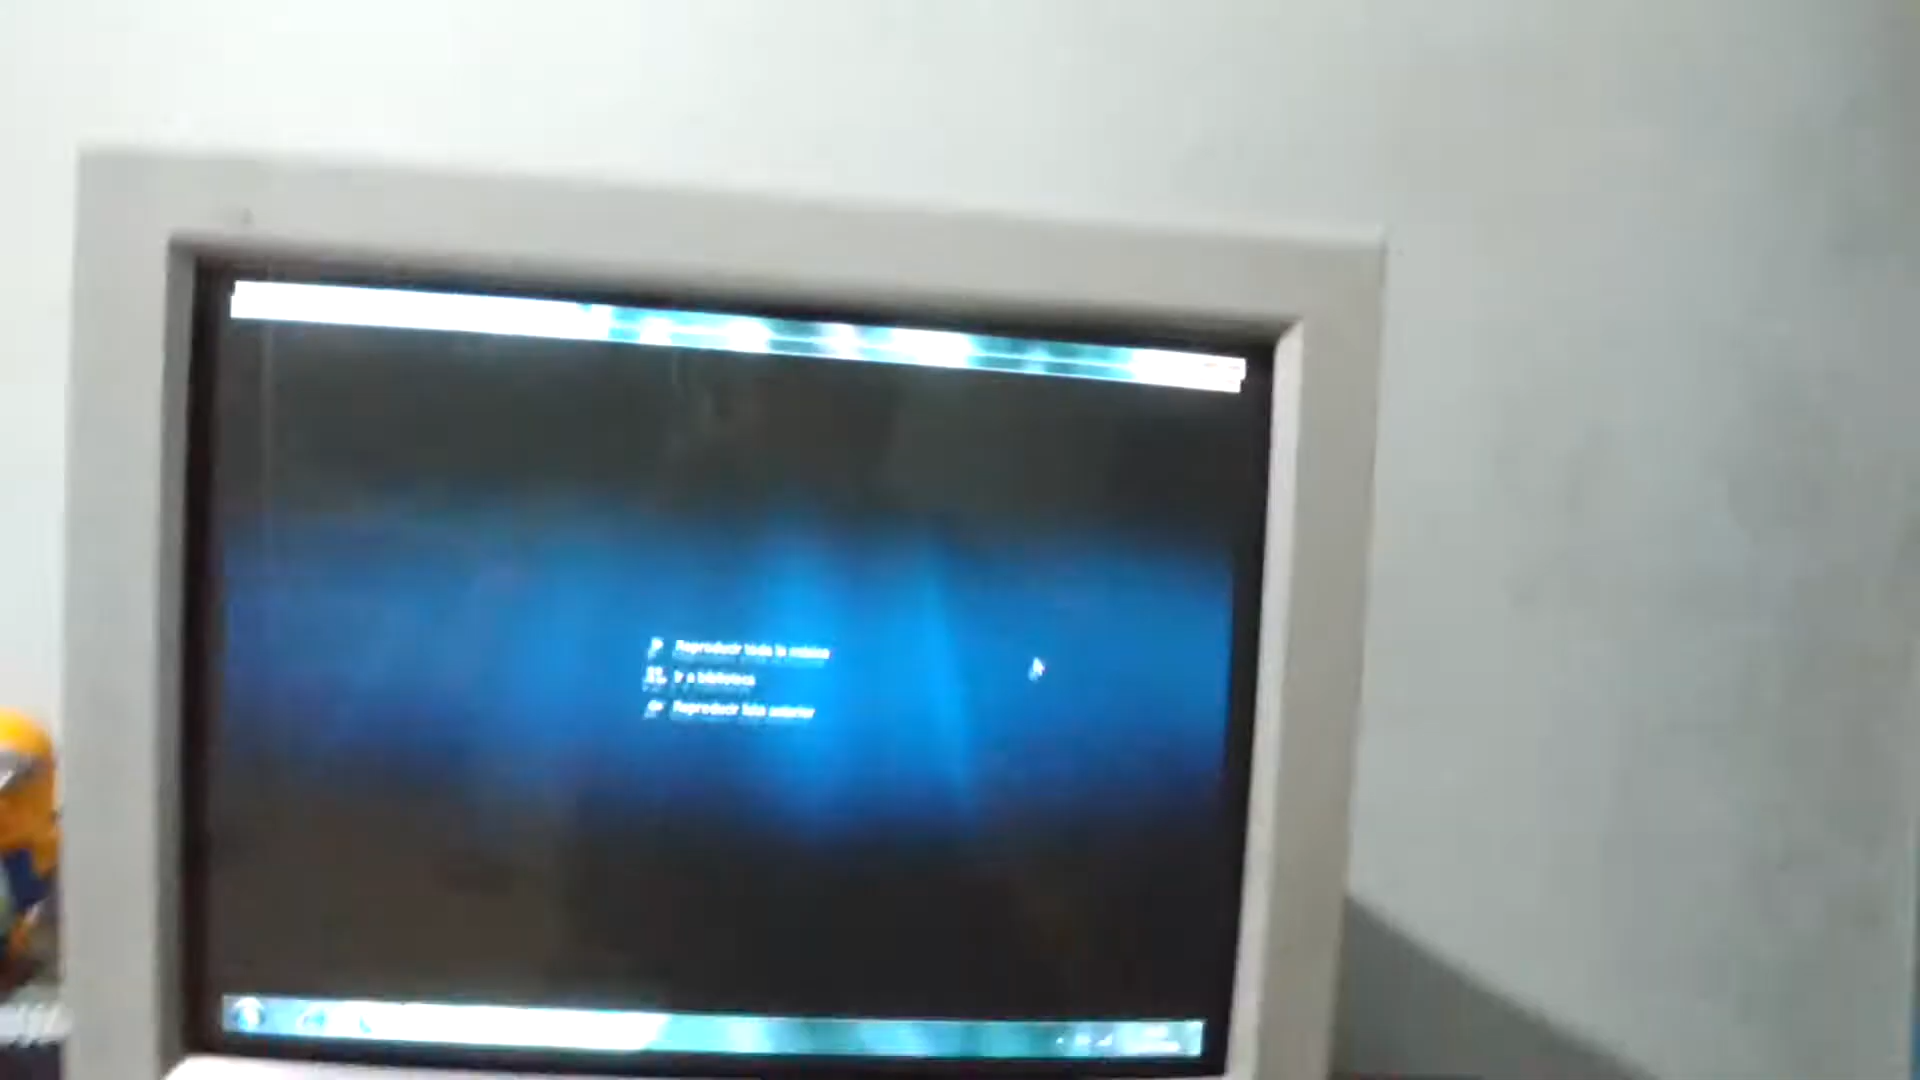 Reproducir toda la música
Ir a biblioteca
Reproducir lista anterior